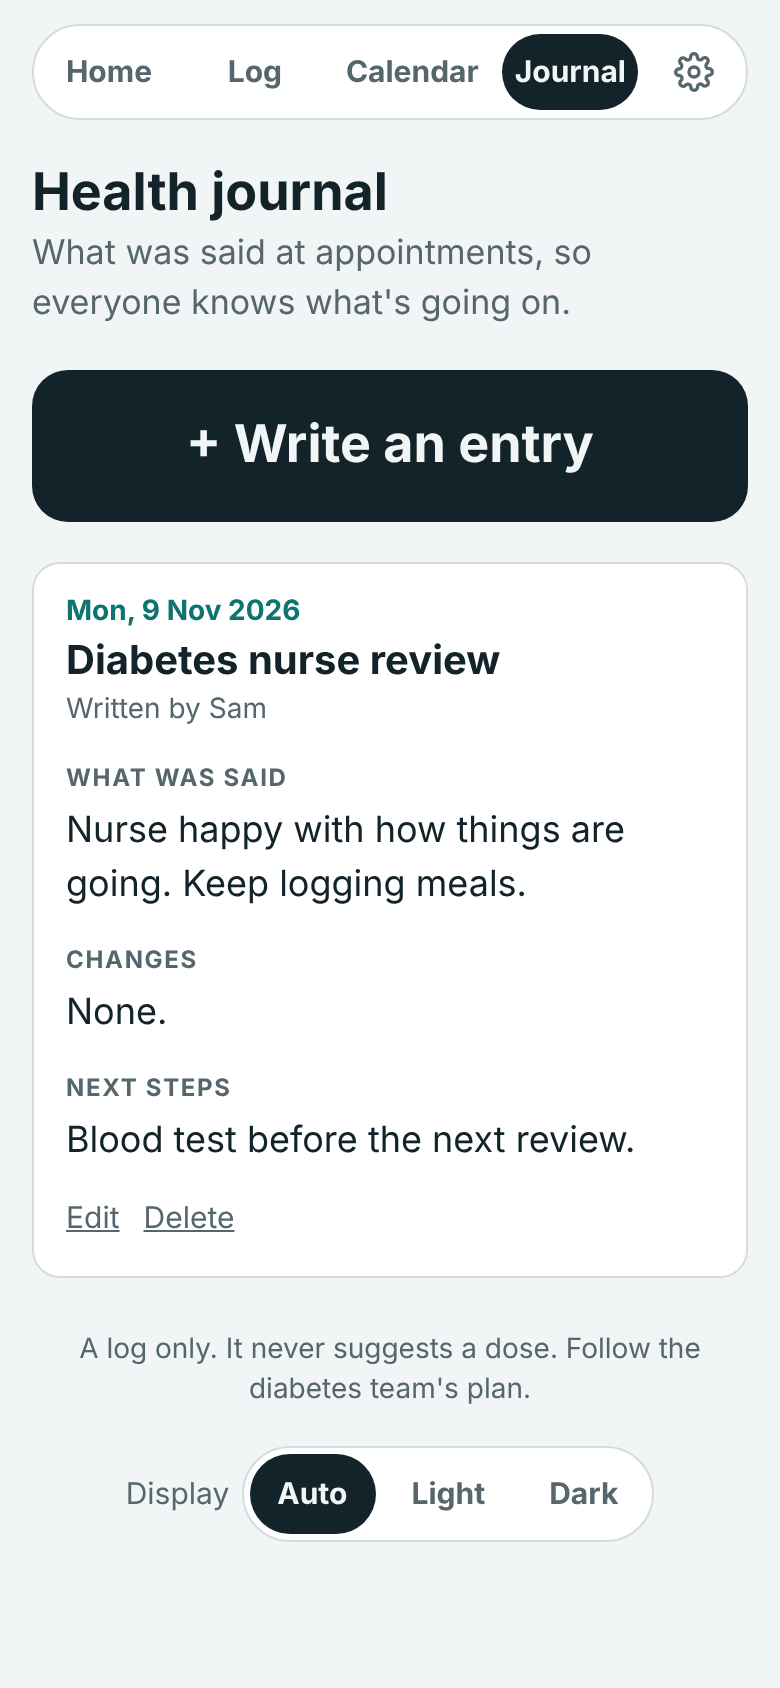 Home Log Calendar Journal
Health journal
What was said at appointments, so
everyone knows what's going on.
+ Write an entry
Mon, 9 Nov 2026
Diabetes nurse review
Written by Sam
WHAT WAS SAID
Nurse happy with how things are
going. Keep logging meals.
CHANGES
None.
NEXT STEPS
Blood test before the next review.
Edit Delete
A log only. It never suggests a dose. Follow the
diabetes team's plan.
Display Auto Light Dark